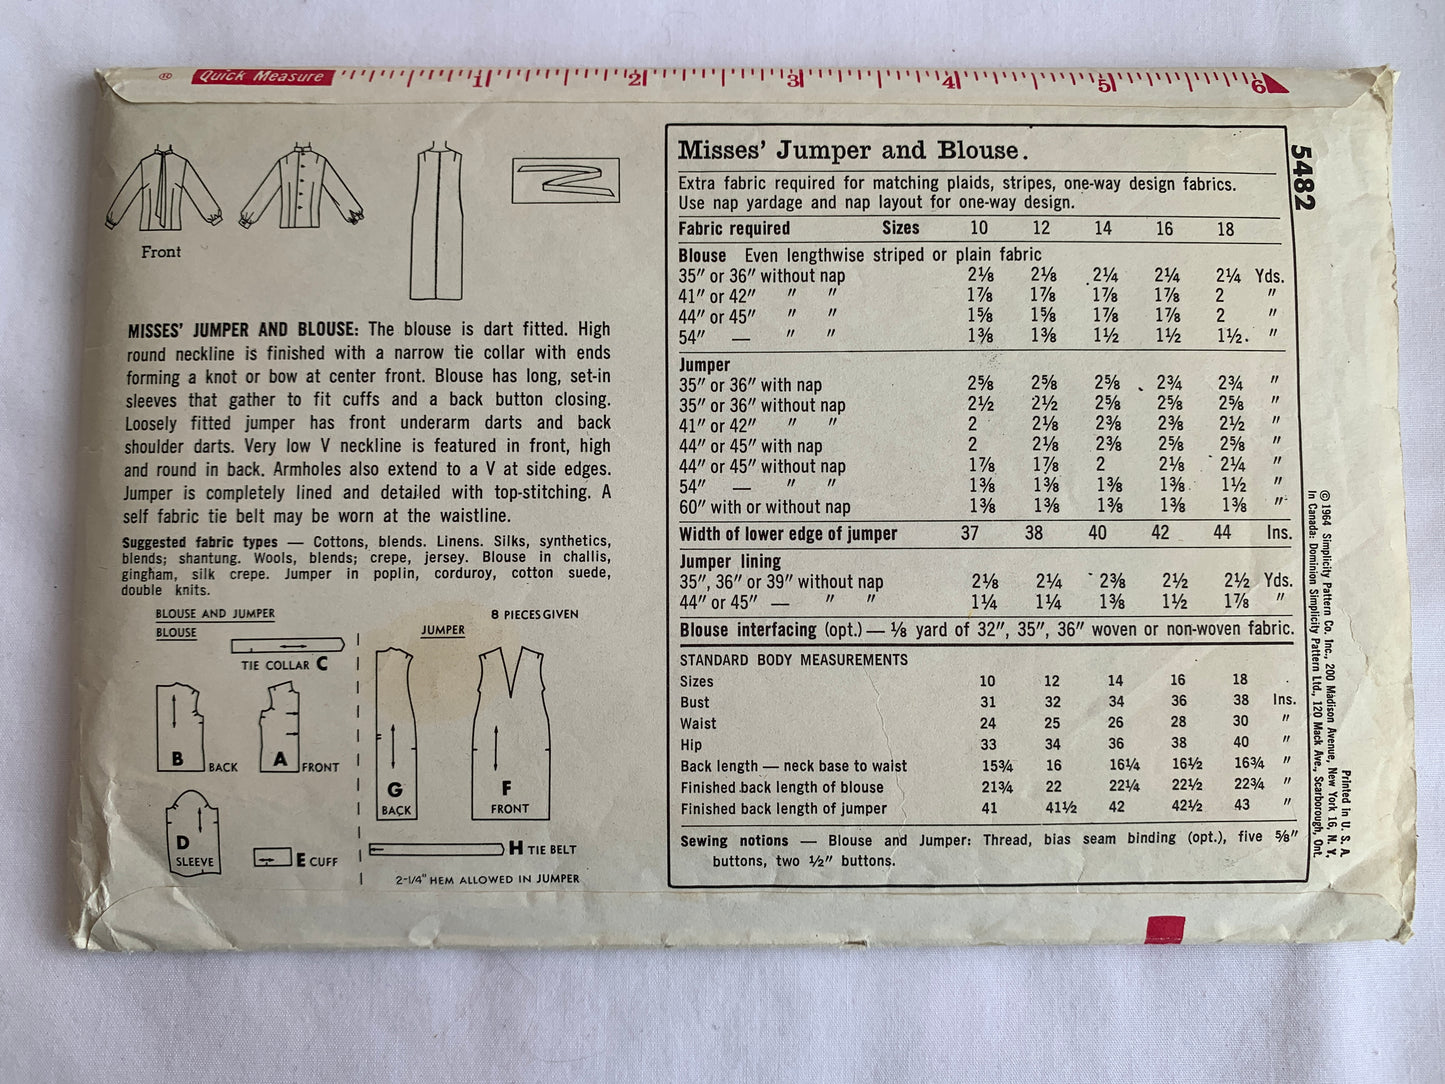 ® Quick Measure 1 2 3 4 5 6
Front
MISSES' JUMPER AND BLOUSE: The blouse is dart fitted. High
round neckline is finished with a narrow tie collar with ends
forming a knot or bow at center front. Blouse has long, set-in
sleeves that gather to fit cuffs and a back button closing.
Loosely fitted jumper has front underarm darts and back
shoulder darts. Very low V neckline is featured in front, high
and round in back. Armholes also extend to a V at side edges.
Jumper is completely lined and detailed with top-stitching. A
self fabric tie belt may be worn at the waistline.
Suggested fabric types — Cottons, blends. Linens. Silks, synthetics,
blends; shantung. Wools, blends; crepe, jersey. Blouse in challis,
gingham, silk crepe. Jumper in poplin, corduroy, cotton suede,
double knits.
BLOUSE AND JUMPER
8 PIECES GIVEN
BLOUSE
TIE COLLAR C
B BACK
A FRONT
D SLEEVE
E CUFF
JUMPER
G BACK
F FRONT
H TIE BELT
2-1/4" HEM ALLOWED IN JUMPER
Misses' Jumper and Blouse.
Extra fabric required for matching plaids, stripes, one-way design fabrics.
Use nap yardage and nap layout for one-way design.
Fabric required Sizes 10 12 14 16 18
Blouse Even lengthwise striped or plain fabric
35" or 36" without nap 2⅛ 2⅛ 2¼ 2¼ 2¼ Yds.
41" or 42" " " 1⅞ 1⅞ 1⅞ 1⅞ 2 "
44" or 45" " " 1⅝ 1⅝ 1⅞ 1⅞ 2 "
54" — " " 1⅜ 1⅜ 1½ 1½ 1½ "
Jumper
35" or 36" with nap 2⅝ 2⅝ 2⅝ 2¾ 2¾ "
35" or 36" without nap 2½ 2½ 2⅝ 2⅝ 2⅝ "
41" or 42" " " 2 2⅛ 2⅜ 2⅜ 2½ "
44" or 45" with nap 2 2⅛ 2⅜ 2⅝ 2⅝ "
44" or 45" without nap 1⅞ 1⅞ 2 2⅛ 2¼ "
54" — " " 1⅜ 1⅜ 1⅜ 1⅜ 1½ "
60" with or without nap 1⅜ 1⅜ 1⅜ 1⅜ 1⅜ "
Width of lower edge of jumper 37 38 40 42 44 Ins.
Jumper lining
35", 36" or 39" without nap 2⅛ 2¼ 2⅜ 2½ 2½ Yds.
44" or 45" — " " 1¼ 1¼ 1⅜ 1½ 1⅞ "
Blouse interfacing (opt.) — ⅛ yard of 32", 35", 36" woven or non-woven fabric.
STANDARD BODY MEASUREMENTS
Sizes 10 12 14 16 18
Bust 31 32 34 36 38 Ins.
Waist 24 25 26 28 30 "
Hip 33 34 36 38 40 "
Back length — neck base to waist 15¾ 16 16¼ 16½ 16¾ "
Finished back length of blouse 21¾ 22 22¼ 22½ 22¾ "
Finished back length of jumper 41 41½ 42 42½ 43 "
Sewing notions — Blouse and Jumper: Thread, bias seam binding (opt.), five ⅝"
buttons, two ½" buttons.
5482
Printed in U. S. A.
© 1964 Simplicity Pattern Co. Inc., 200 Madison Avenue, New York 16, N. Y.
In Canada: Dominion Simplicity Pattern Ltd., 120 Mack Ave., Scarborough, Ont.